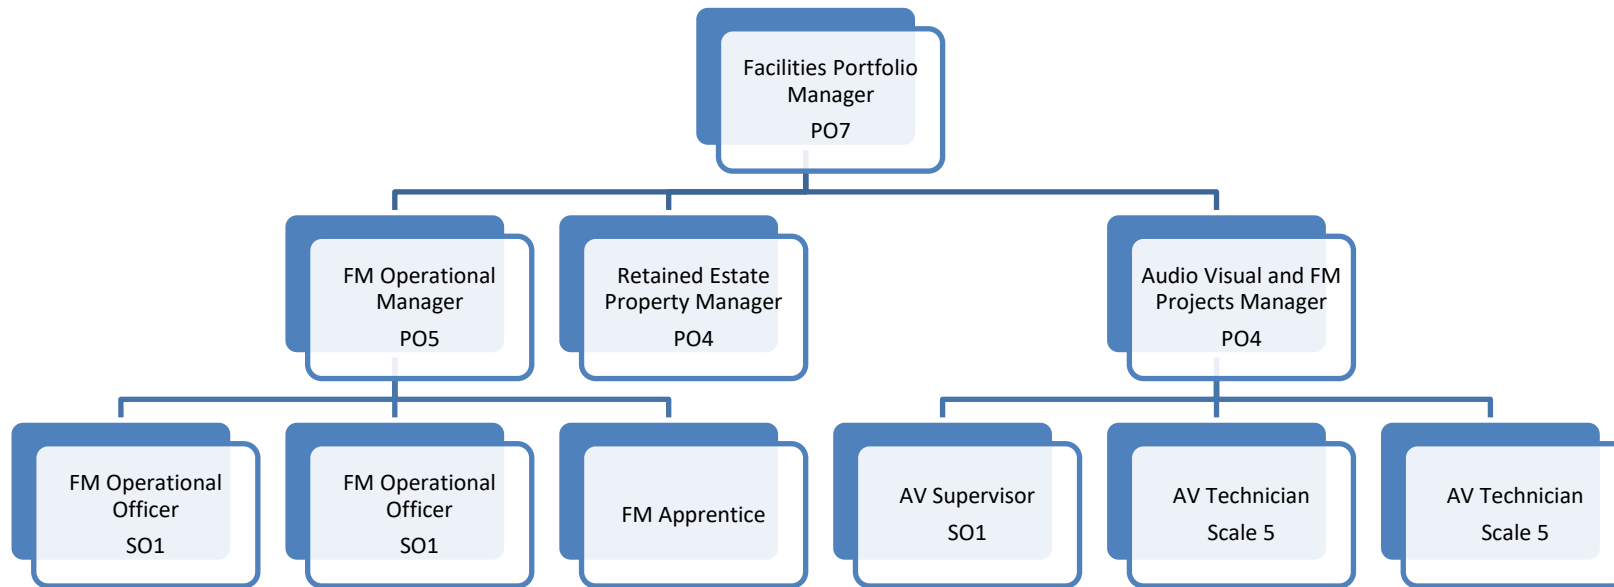 Facilities Portfolio
Manager
PO7
FM Operational
Manager
PO5
Retained Estate
Property Manager
PO4
Audio Visual and FM
Projects Manager
PO4
FM Operational
Officer
SO1
FM Operational
Officer
SO1
FM Apprentice
AV Supervisor
SO1
AV Technician
Scale 5
AV Technician
Scale 5